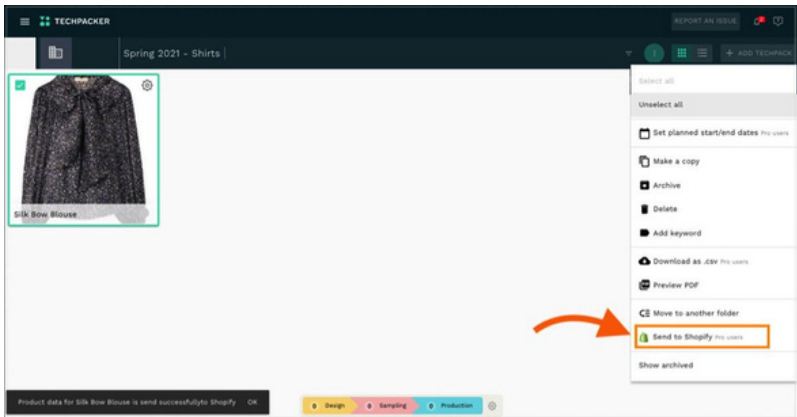 TECHPACKER
REPORT AN ISSUE
Spring 2021 - Shirts
+ ADD TECHPACK
Select all
Unselect all
Set planned start/end dates Pro users
Make a copy
Archive
Delete
Add keyword
Download as .csv Pro users
Preview PDF
Move to another folder
Send to Shopify Pro users
Show archived
Silk Bow Blouse
Product data for Silk Bow Blouse is send successfullyto Shopify OK
0 Design 0 Sampling 0 Production